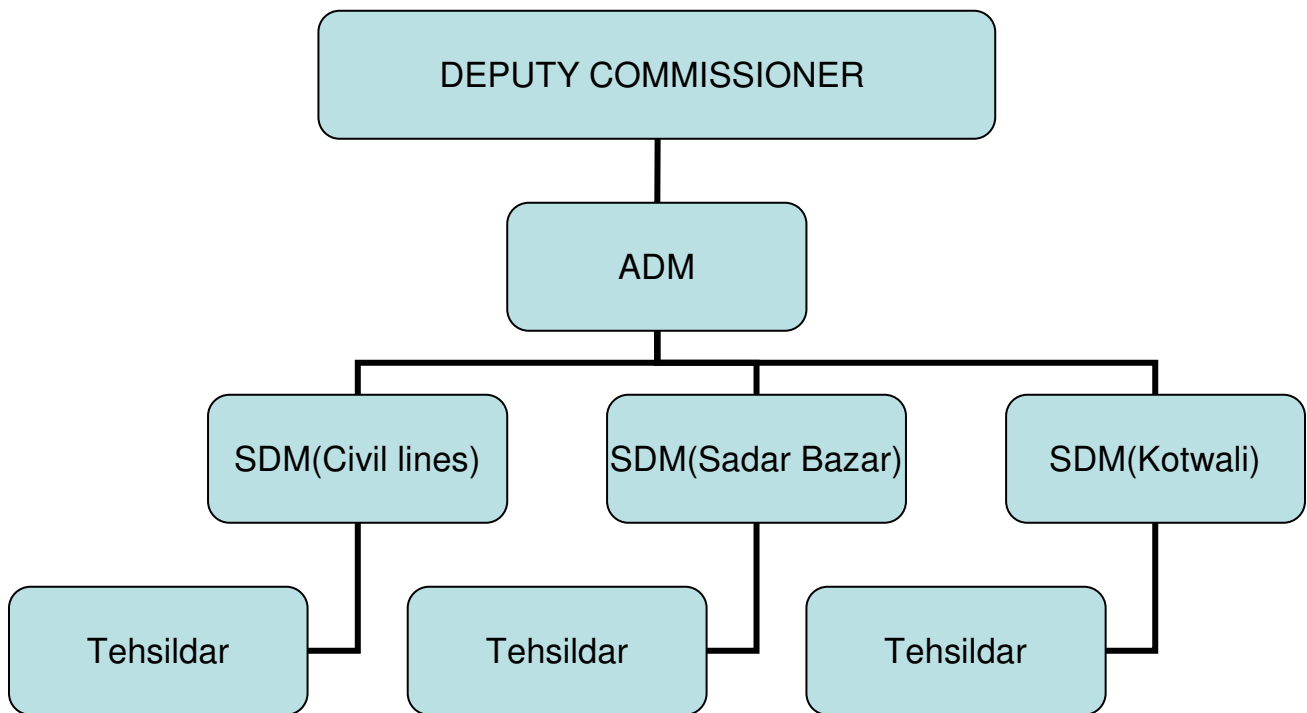 DEPUTY COMMISSIONER
ADM
SDM(Civil lines)
SDM(Sadar Bazar)
SDM(Kotwali)
Tehsildar
Tehsildar
Tehsildar